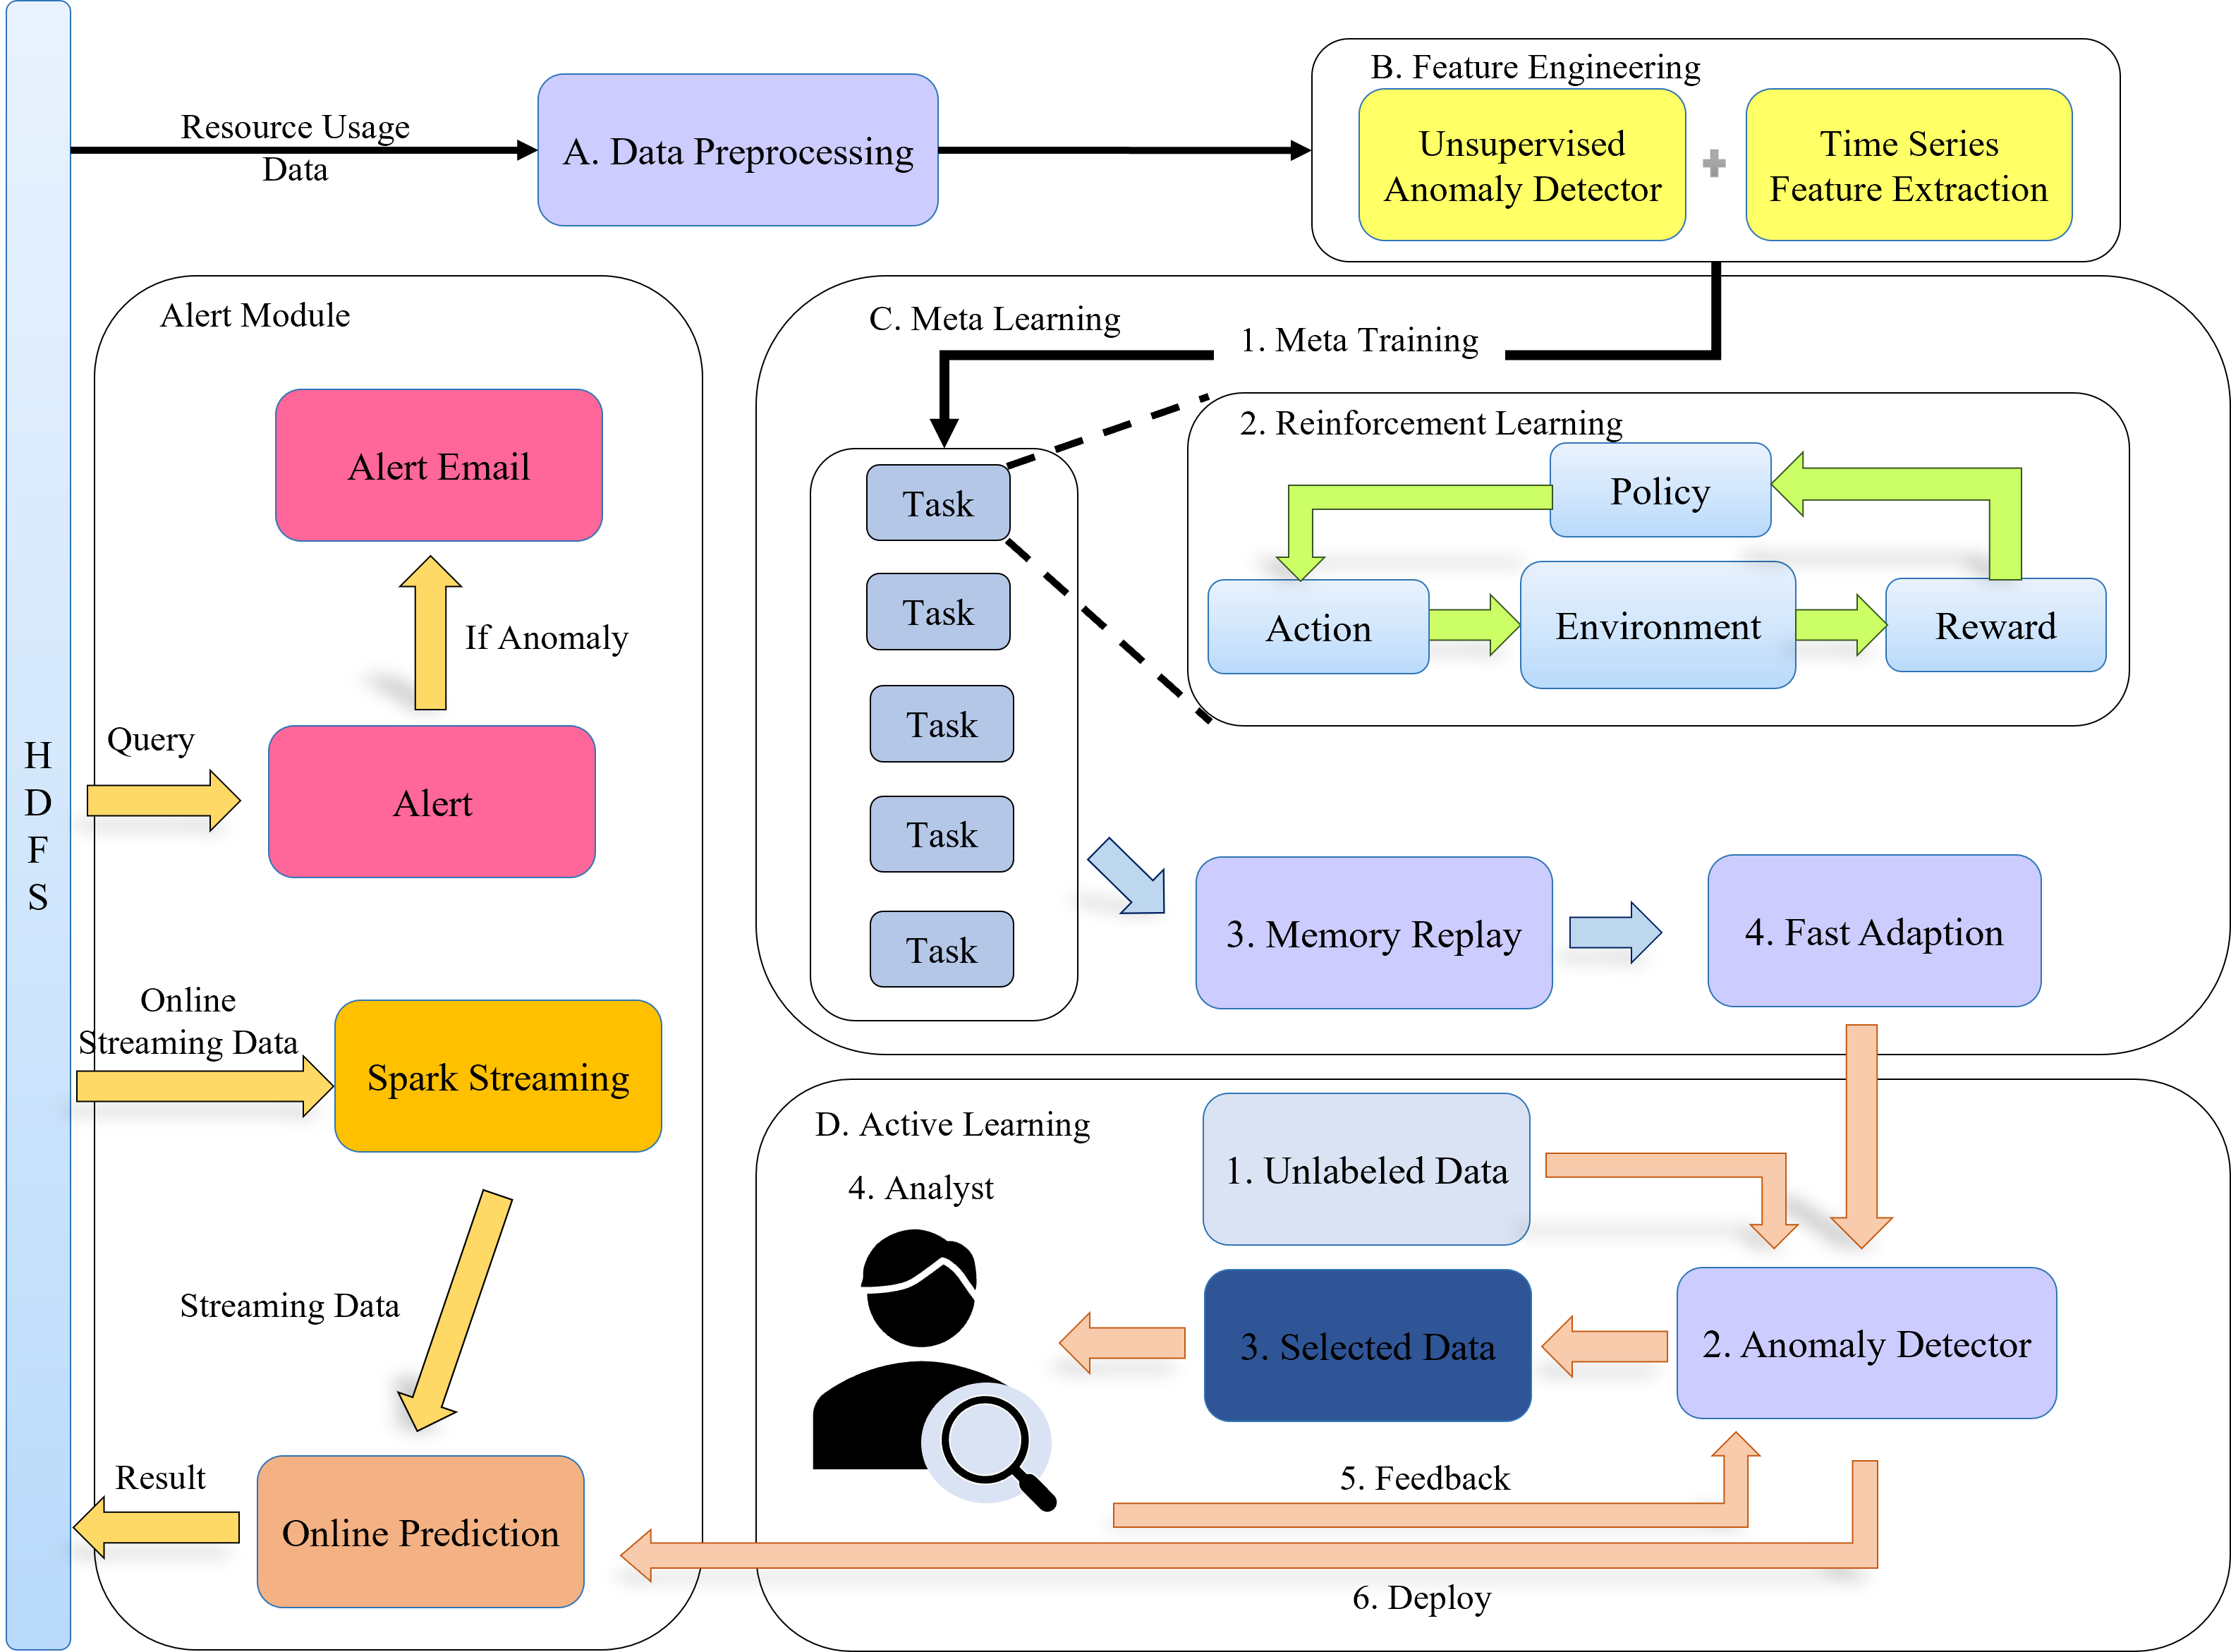 H
D
F
S
Resource Usage
Data
A. Data Preprocessing
B. Feature Engineering
Unsupervised
Anomaly Detector
Time Series
Feature Extraction
Alert Module
Alert Email
If Anomaly
Query
Alert
Online
Streaming Data
Spark Streaming
Streaming Data
Result
Online Prediction
C. Meta Learning
1. Meta Training
Task
Task
Task
Task
Task
2. Reinforcement Learning
Policy
Action
Environment
Reward
3. Memory Replay
4. Fast Adaption
D. Active Learning
4. Analyst
1. Unlabeled Data
3. Selected Data
2. Anomaly Detector
5. Feedback
6. Deploy